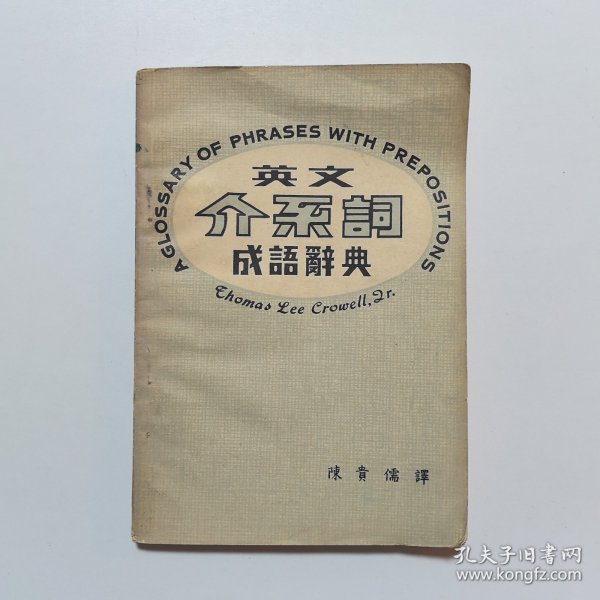 A GLOSSARY OF PHRASES WITH PREPOSITIONS
英文
介系詞
成語辭典
Thomas Lee Crowell, Jr.
陳貴儒譯
孔夫子旧书网
www.kongfz.com